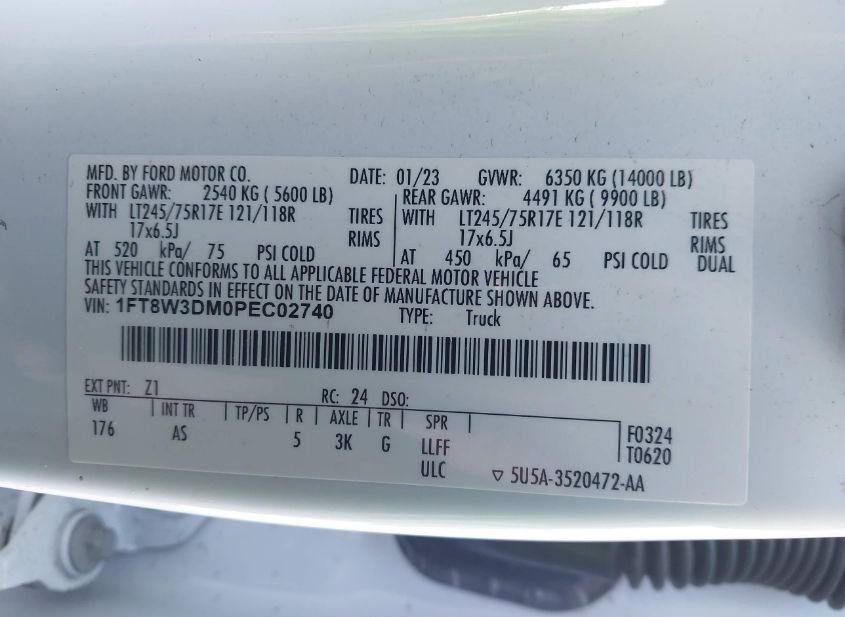 MFD. BY FORD MOTOR CO. DATE: 01/23 GVWR: 6350 KG (14000 LB)
FRONT GAWR: 2540 KG ( 5600 LB) REAR GAWR: 4491 KG ( 9900 LB)
WITH LT245/75R17E 121/118R TIRES WITH LT245/75R17E 121/118R TIRES
17x6.5J RIMS 17x6.5J RIMS
AT 520 kPa/ 75 PSI COLD AT 450 kPa/ 65 PSI COLD DUAL
THIS VEHICLE CONFORMS TO ALL APPLICABLE FEDERAL MOTOR VEHICLE
SAFETY STANDARDS IN EFFECT ON THE DATE OF MANUFACTURE SHOWN ABOVE.
VIN: 1FT8W3DM0PEC02740 TYPE: Truck
EXT PNT: Z1 RC: 24 DSO:
WB INT TR TP/PS R AXLE TR SPR
176 AS 5 3K G LLFF F0324
ULC T0620
▽ 5U5A-3520472-AA